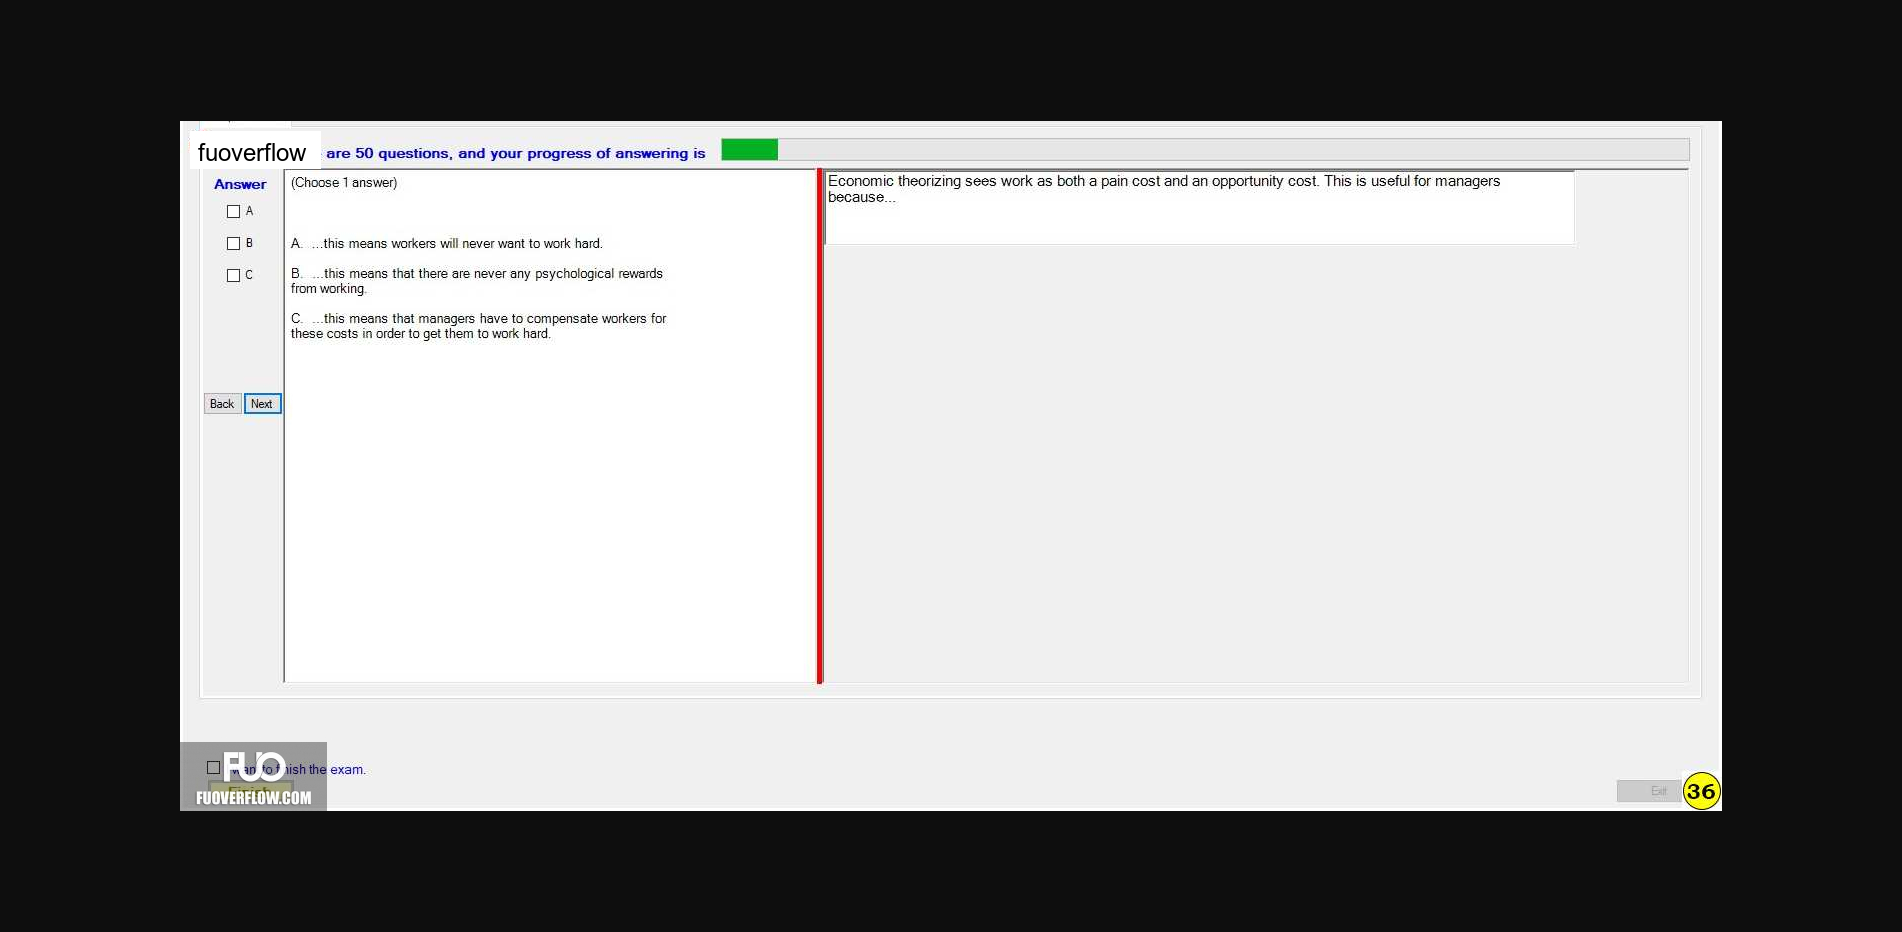 fuoverflow are 50 questions, and your progress of answering is
Answer
A
B
C
Back Next
(Choose 1 answer)
A. ...this means workers will never want to work hard.
B. ...this means that there are never any psychological rewards
from working.
C. ...this means that managers have to compensate workers for
these costs in order to get them to work hard.
Economic theorizing sees work as both a pain cost and an opportunity cost. This is useful for managers
because...
FUO
want to finish the exam.
Finish
FUOVERFLOW.COM
Exit
36